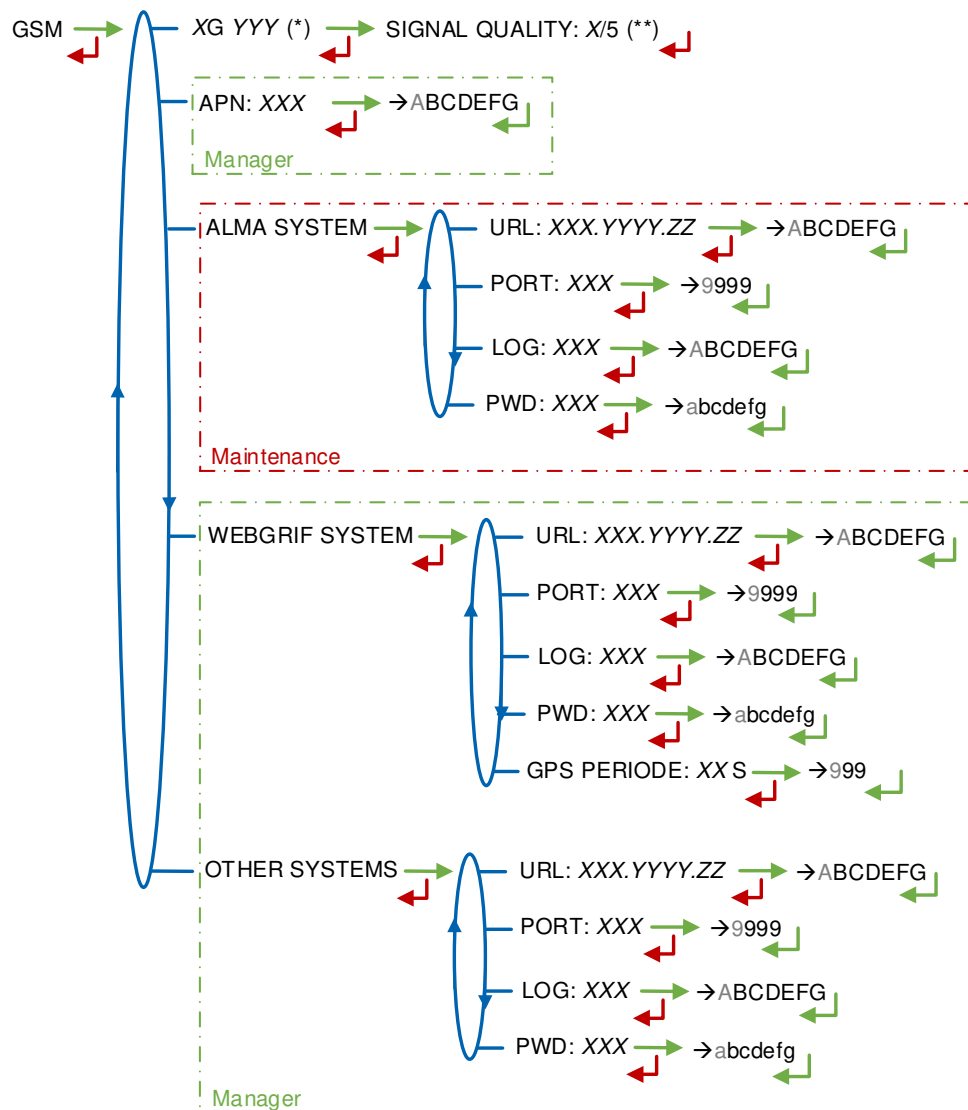 GSM XG YYY (*) SIGNAL QUALITY: X/5 (**)
APN: XXX →ABCDEFG
Manager
ALMA SYSTEM URL: XXX.YYYY.ZZ →ABCDEFG
PORT: XXX →9999
LOG: XXX →ABCDEFG
PWD: XXX →abcdefg
Maintenance
WEBGRIF SYSTEM URL: XXX.YYYY.ZZ →ABCDEFG
PORT: XXX →9999
LOG: XXX →ABCDEFG
PWD: XXX →abcdefg
GPS PERIODE: XX S →999
OTHER SYSTEMS URL: XXX.YYYY.ZZ →ABCDEFG
PORT: XXX →9999
LOG: XXX →ABCDEFG
PWD: XXX →abcdefg
Manager